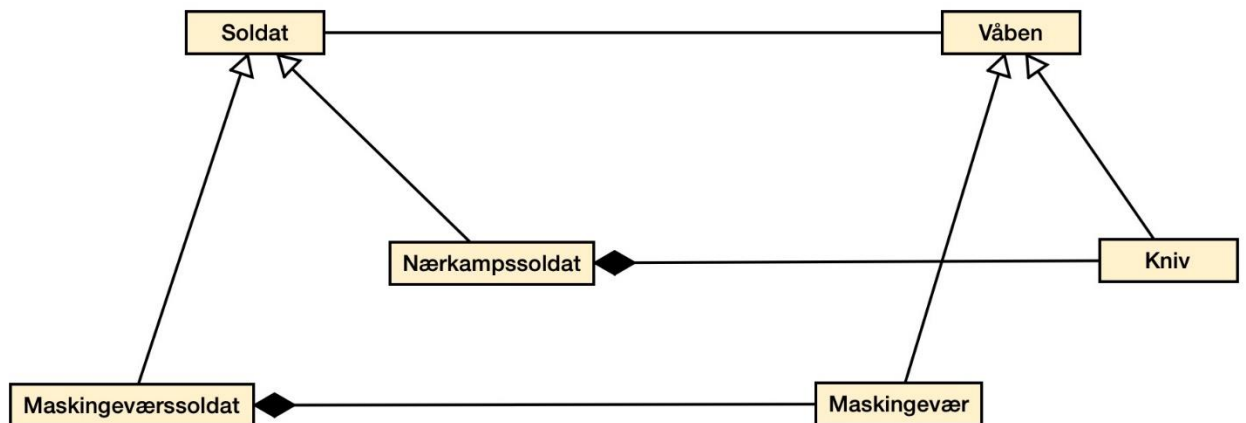 Soldat
Våben
Nærkampssoldat
Kniv
Maskingeværssoldat
Maskingevær